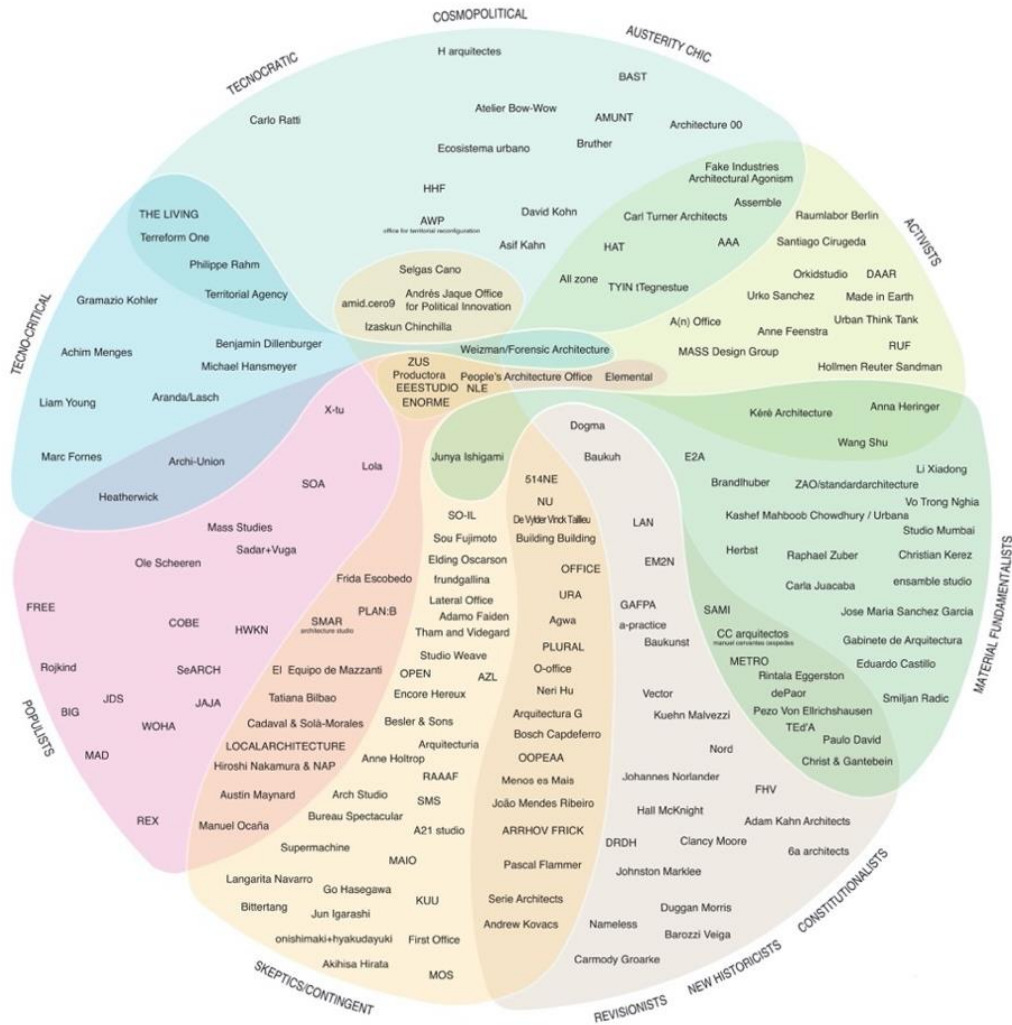 COSMOPOLITICAL
TECNOCRATIC
AUSTERITY CHIC
H arquitectes
BAST
Carlo Ratti
Atelier Bow-Wow
AMUNT
Architecture 00
Ecosistema urbano
Bruther
Fake Industries
Architectural Agonism
HHF
Assemble
THE LIVING
AWP
office for territorial reconfiguration
David Kohn
Carl Turner Architects
Raumlabor Berlin
ACTIVISTS
Terreform One
Asif Kahn
HAT
AAA
Santiago Cirugeda
Philippe Rahm
Selgas Cano
All zone
TYIN tTegnestue
Orkidstudio
DAAR
Gramazio Kohler
Territorial Agency
amid.cero9
Andrés Jaque Office
for Political Innovation
Urko Sanchez
Made in Earth
Izaskun Chinchilla
A(n) Office
Anne Feenstra
Urban Think Tank
TECNO-CRITICAL
Achim Menges
Benjamin Dillenburger
Weizman/Forensic Architecture
MASS Design Group
RUF
Michael Hansmeyer
ZUS
Hollmen Reuter Sandman
Productora
People's Architecture Office
Elemental
EEESTUDIO
NLE
Liam Young
Aranda/Lasch
ENORME
X-tu
Kéré Architecture
Anna Heringer
Dogma
Wang Shu
Marc Fornes
Archi-Union
Lola
Junya Ishigami
Baukuh
E2A
Li Xiadong
Heatherwick
SOA
514NE
Brandlhuber
ZAO/standardarchitecture
NU
Vo Trong Nghia
SO-IL
De Vylder Vinck Taillieu
LAN
Kashef Mahboob Chowdhury / Urbana
Mass Studies
Sou Fujimoto
Building Building
Studio Mumbai
Sadar+Vuga
Herbst
Raphael Zuber
Christian Kerez
Ole Scheeren
Elding Oscarson
OFFICE
EM2N
Frida Escobedo
frundgallina
Carla Juacaba
ensamble studio
FREE
Lateral Office
URA
GAFPA
SAMI
Jose Maria Sanchez Garcia
PLAN:B
COBE
HWKN
SMAR
architecture studio
Adamo Faiden
Agwa
a-practice
MATERIAL FUNDAMENTALISTS
Tham and Videgard
Baukunst
CC arquitectos
manuel cervantes cespedes
Gabinete de Arquitectura
PLURAL
Studio Weave
METRO
Eduardo Castillo
Rojkind
SeARCH
El Equipo de Mazzanti
OPEN
AZL
O-office
Rintala Eggerston
POPULISTS
JDS
JAJA
Tatiana Bilbao
Encore Hereux
Neri Hu
Vector
dePaor
Smiljan Radic
BIG
Arquitectura G
Kuehn Malvezzi
Pezo Von Ellrichshausen
WOHA
Cadaval & Solà-Morales
Besler & Sons
TEd'A
Bosch Capdeferro
Paulo David
MAD
LOCALARCHITECTURE
Arquitecturia
Nord
Anne Holtrop
OOPEAA
Christ & Gantebein
Hiroshi Nakamura & NAP
RAAAF
Menos es Mais
Johannes Norlander
FHV
Austin Maynard
Arch Studio
SMS
João Mendes Ribeiro
Hall McKnight
REX
Manuel Ocaña
Bureau Spectacular
A21 studio
ARRHOV FRICK
Adam Kahn Architects
DRDH
Clancy Moore
Supermachine
MAIO
6a architects
Pascal Flammer
Johnston Marklee
Langarita Navarro
Go Hasegawa
KUU
Serie Architects
Bittertang
Jun Igarashi
Duggan Morris
CONSTITUTIONALISTS
Andrew Kovacs
Nameless
onishimaki+hyakudayuki
First Office
Barozzi Veiga
Akihisa Hirata
Carmody Groarke
NEW HISTORICISTS
MOS
SKEPTICS/CONTINGENT
REVISIONISTS